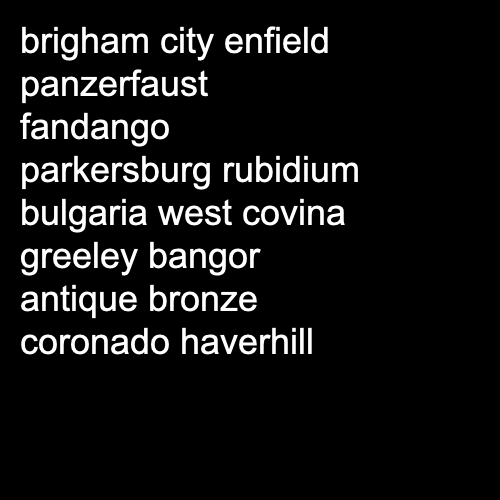 brigham city enfield
panzerfaust
fandango
parkersburg rubidium
bulgaria west covina
greeley bangor
antique bronze
coronado haverhill